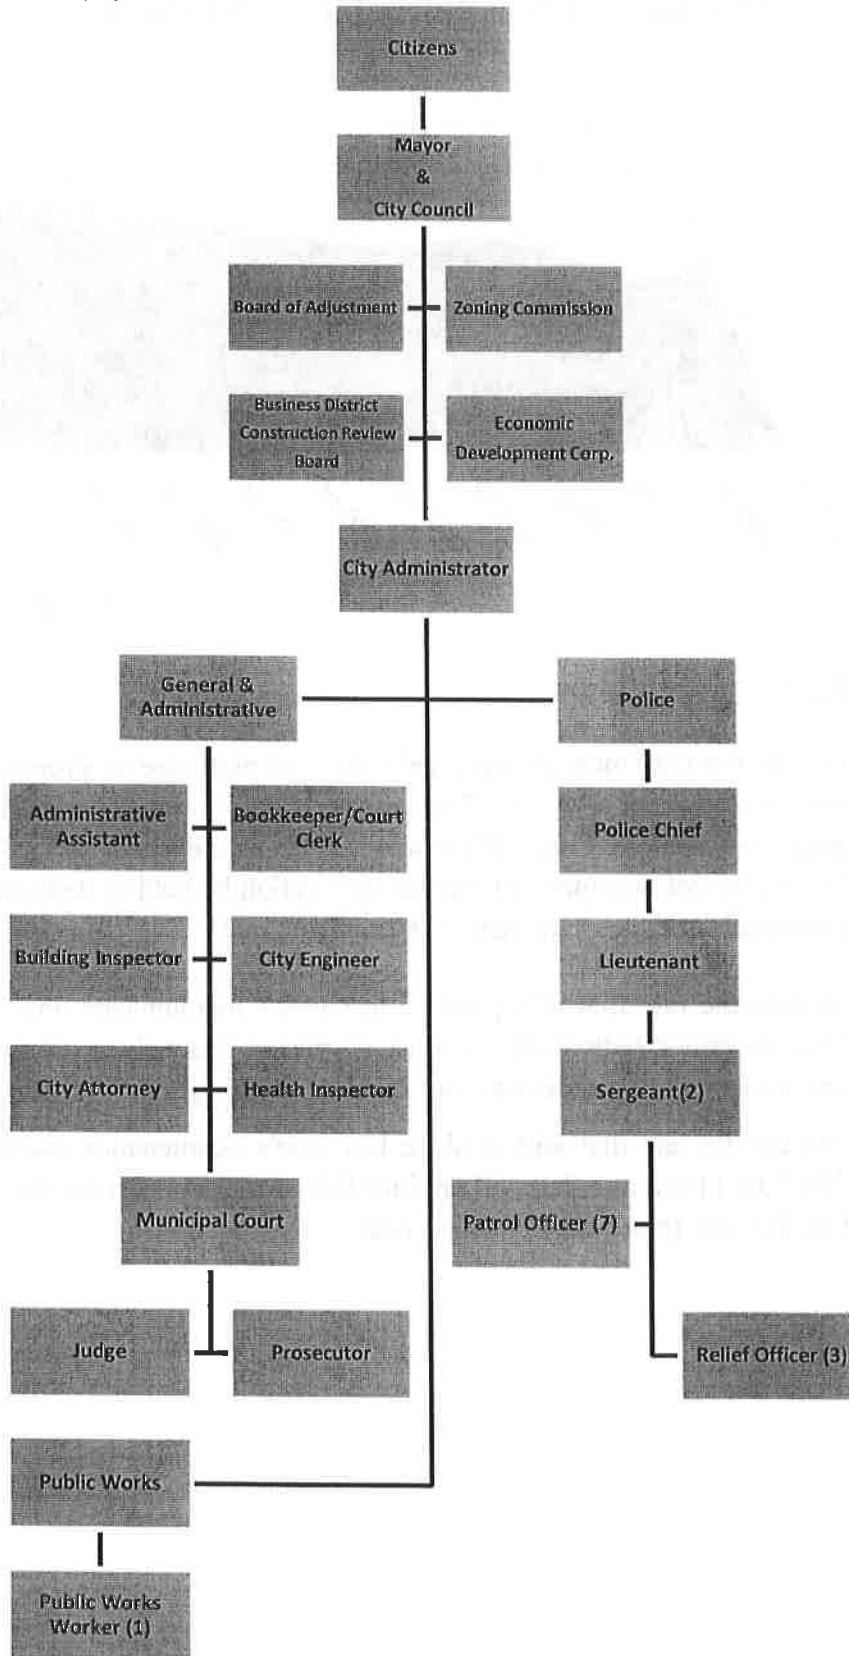 Citizens
Mayor
&
City Council
Board of Adjustment
Zoning Commission
Business District
Construction Review
Board
Economic
Development Corp.
City Administrator
General &
Administrative
Police
Administrative
Assistant
Bookkeeper/Court
Clerk
Police Chief
Building Inspector
City Engineer
Lieutenant
City Attorney
Health Inspector
Sergeant(2)
Municipal Court
Patrol Officer (7)
Judge
Prosecutor
Relief Officer (3)
Public Works
Public Works
Worker (1)